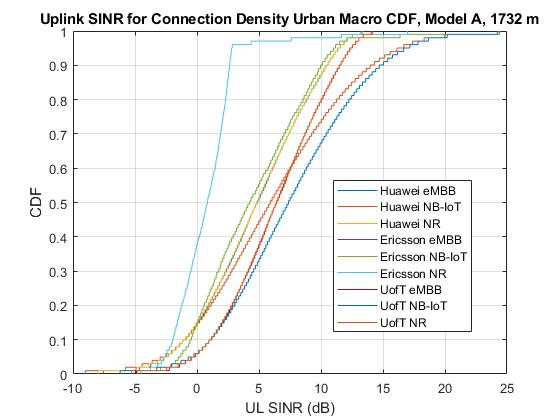 Uplink SINR for Connection Density Urban Macro CDF, Model A, 1732 m
1
0.9
0.8
0.7
0.6
0.5
0.4
0.3
0.2
0.1
0
CDF
Huawei eMBB
Huawei NB-IoT
Huawei NR
Ericsson eMBB
Ericsson NB-IoT
Ericsson NR
UofT eMBB
UofT NB-IoT
UofT NR
-10 -5 0 5 10 15 20 25
UL SINR (dB)